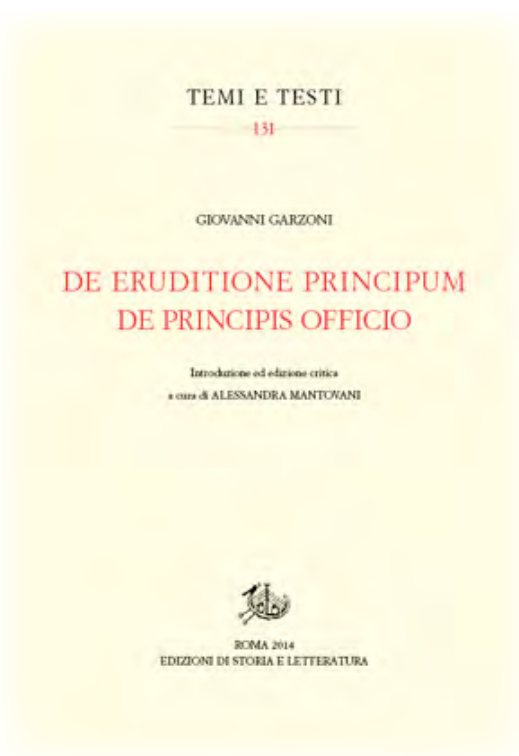 TEMI E TESTI
131
GIOVANNI GARZONI
DE ERUDITIONE PRINCIPUM
DE PRINCIPIS OFFICIO
Introduzione ed edizione critica
a cura di ALESSANDRA MANTOVANI
ROMA 2014
EDIZIONI DI STORIA E LETTERATURA